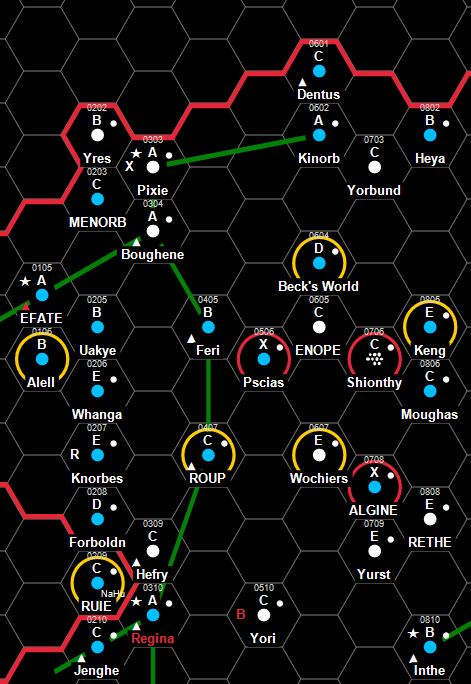 0601
C
Dentus
0202
B
Yres
0602
A
Kinorb
0802
B
Heya
0303
A
X
Pixie
0703
C
Yorbund
0203
C
MENORB
0304
A
Boughene
0604
D
Beck's World
0105
A
EFATE
0205
B
Uakye
0405
B
Feri
0605
C
ENOPE
0805
E
Keng
0106
B
Alell
0506
X
Pscias
0706
C
Shionthy
0206
E
Whanga
0806
C
Moughas
0207
E
R
Knorbes
0407
C
ROUP
0607
E
Wochiers
0708
X
ALGINE
0208
D
Forboldn
0808
E
RETHE
0309
C
Hefry
0709
E
Yurst
0209
C
NaHu
RUIE
0310
A
Regina
0510
C
B
Yori
0210
C
Jenghe
0810
B
Inthe